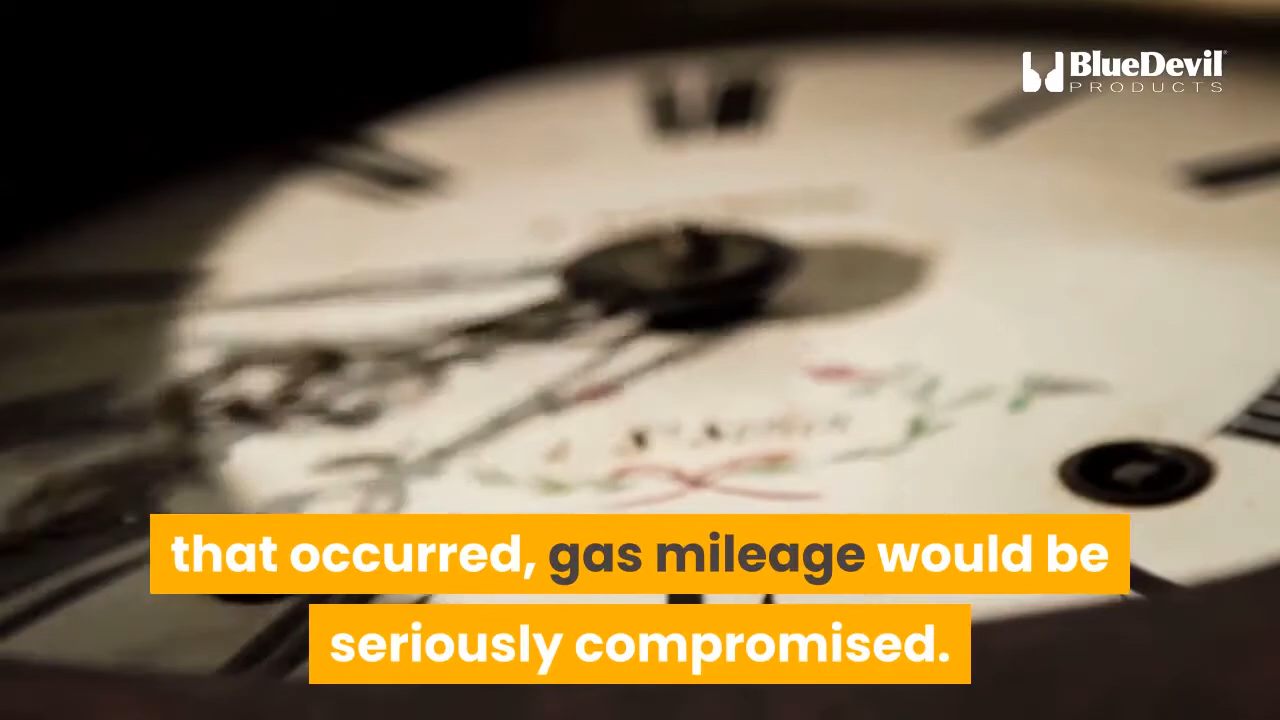 BlueDevil
PRODUCTS
that occurred, gas mileage would be
seriously compromised.